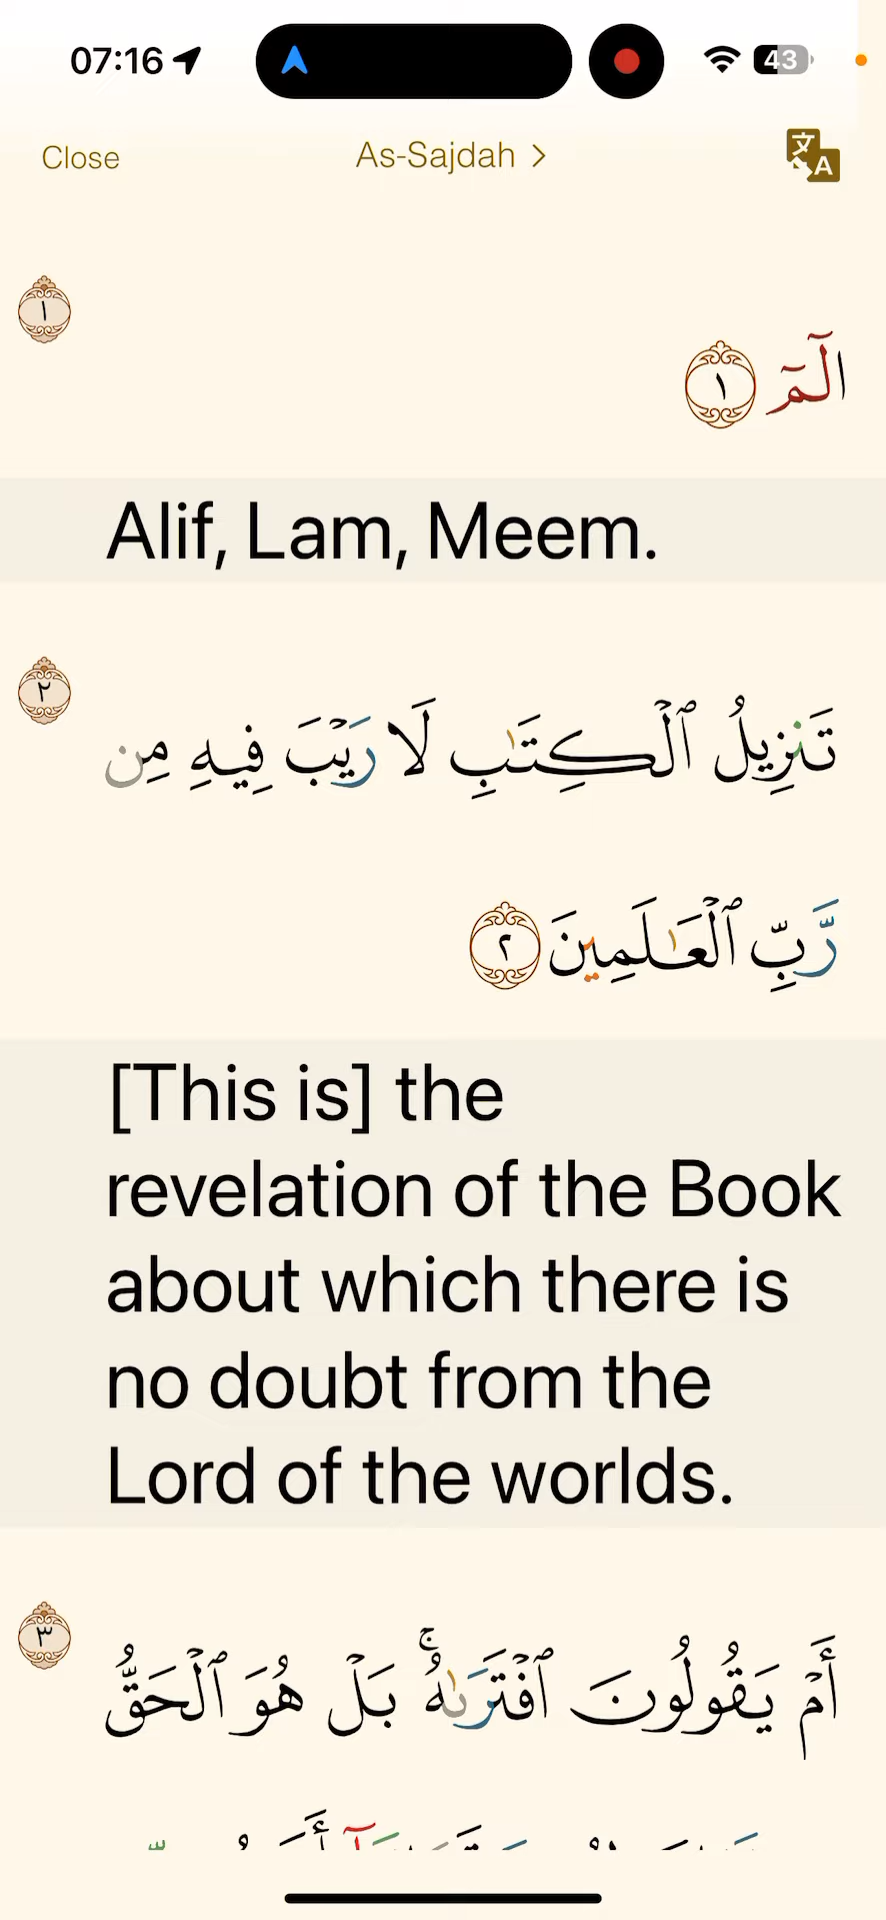 07:16
43
Close
As-Sajdah
文A
١
الٓمٓ ١
Alif, Lam, Meem.
٢
تَنزِيلُ ٱلْكِتَٰبِ لَا رَيْبَ فِيهِ مِن
رَّبِّ ٱلْعَٰلَمِينَ ٢
[This is] the
revelation of the Book
about which there is
no doubt from the
Lord of the worlds.
٣
أَمْ يَقُولُونَ ٱفْتَرَىٰهُ ۚ بَلْ هُوَ ٱلْحَقُّ